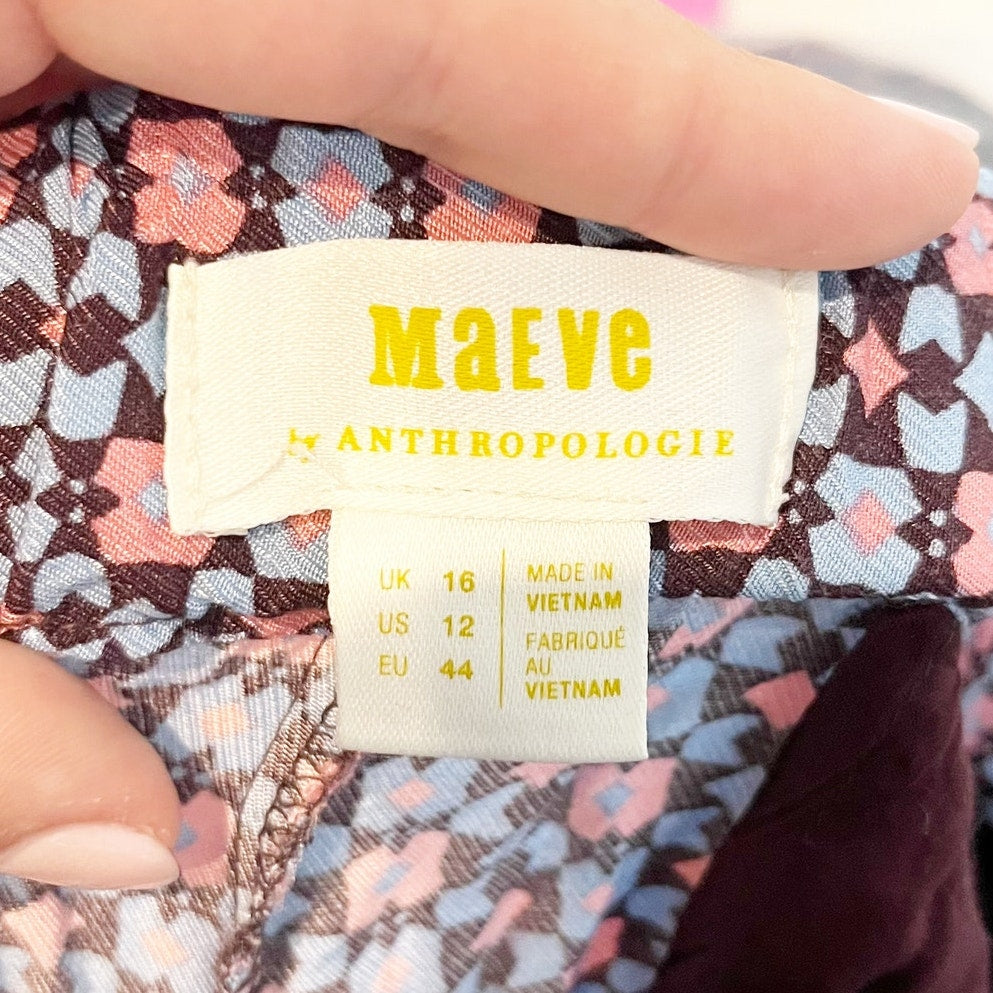 MaEVe
by ANTHROPOLOGIE
UK 16
US 12
EU 44
MADE IN
VIETNAM
FABRIQUÉ
AU
VIETNAM